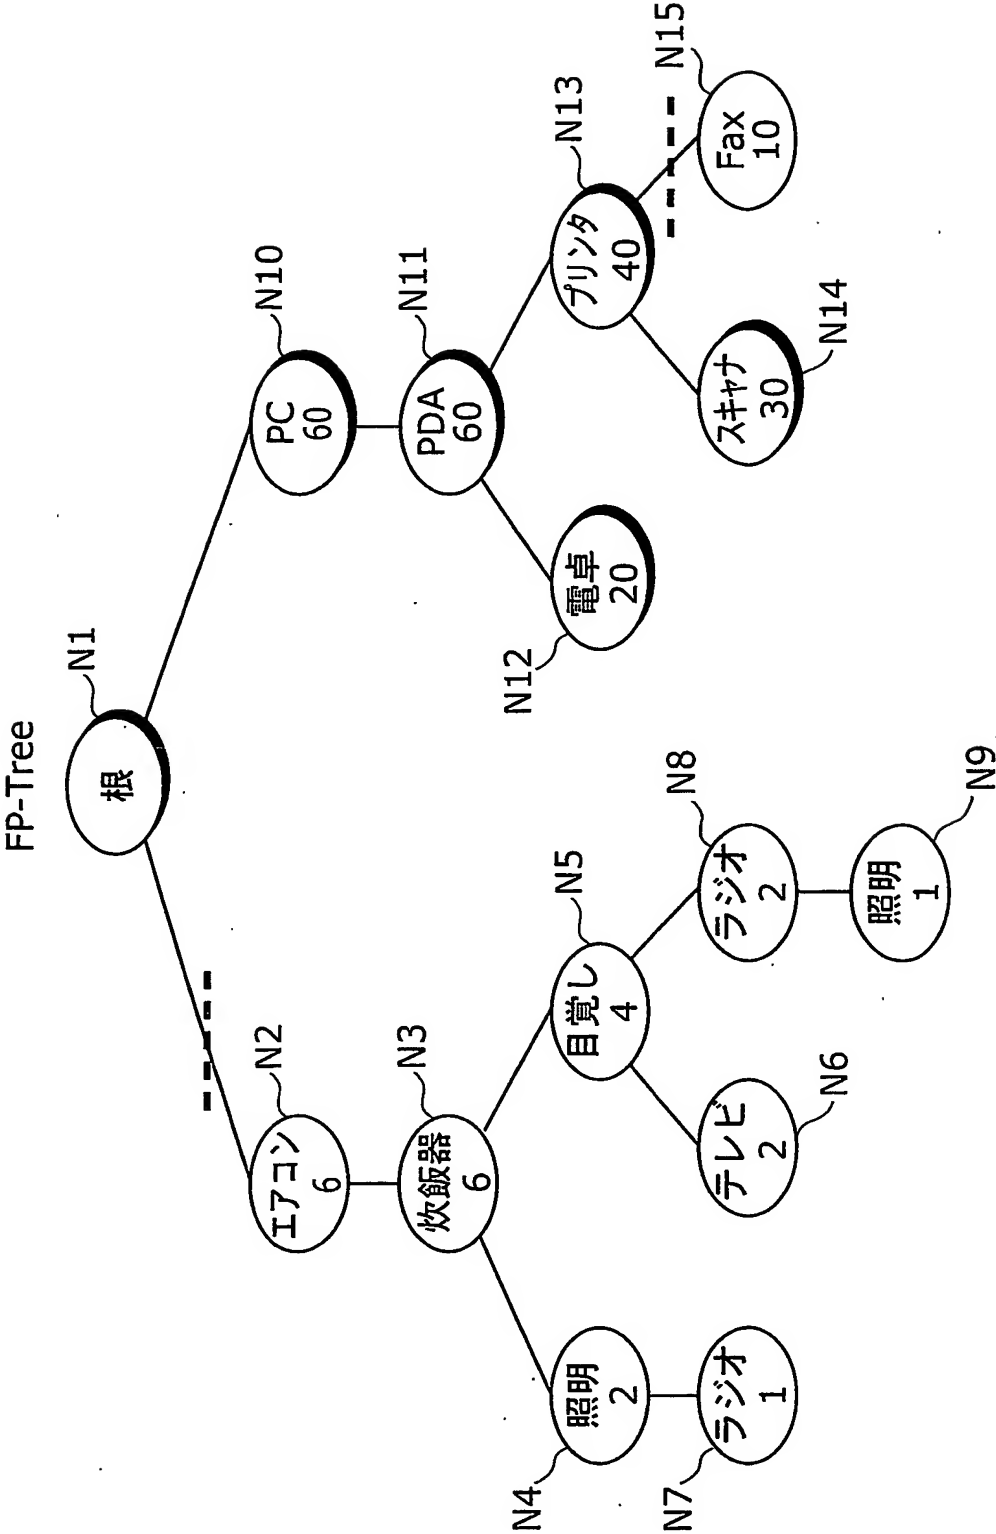 FP-Tree
根
N1
エアコン
6
N2
PC
60
N10
炊飯器
6
N3
PDA
60
N11
N4
照明
2
目覚し
4
N5
N12
電卓
20
プリンタ
40
N13
N7
ラジオ
1
テレビ
2
N6
ラジオ
2
N8
スキャナ
30
N14
Fax
10
N15
照明
1
N9